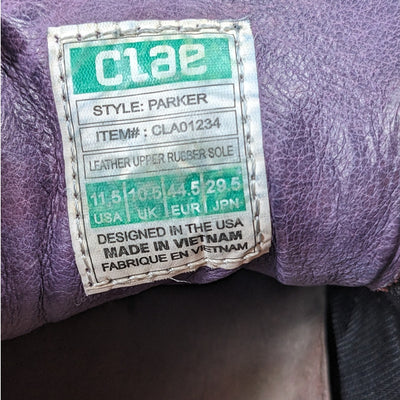 clae
STYLE: PARKER
ITEM#: CLA01234
LEATHER UPPER RUBBER SOLE
11.5 10.5 44.5 29.5
USA UK EUR JPN
DESIGNED IN THE USA
MADE IN VIETNAM
FABRIQUE EN VIETNAM